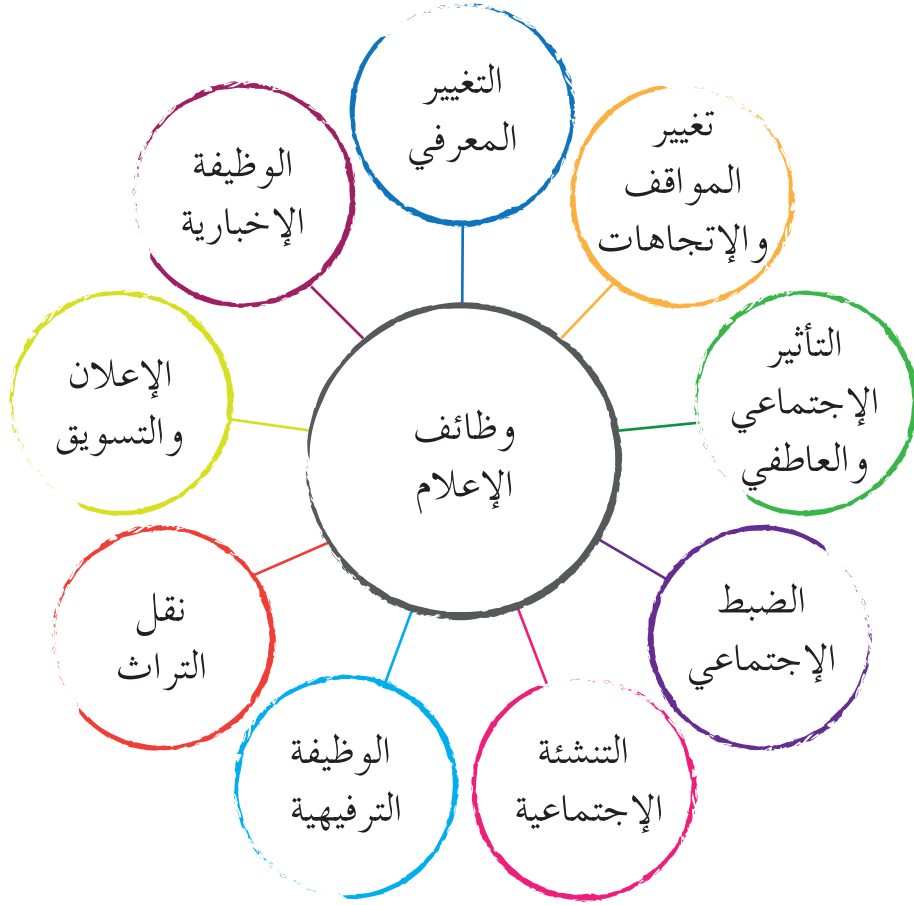 وظائف
الإعلام
التغيير
المعرفي
تغيير
المواقف
والإتجاهات
التأثير
الإجتماعي
والعاطفي
الضبط
الإجتماعي
التنشئة
الإجتماعية
الوظيفة
الترفيهية
نقل
التراث
الإعلان
والتسويق
الوظيفة
الإخبارية